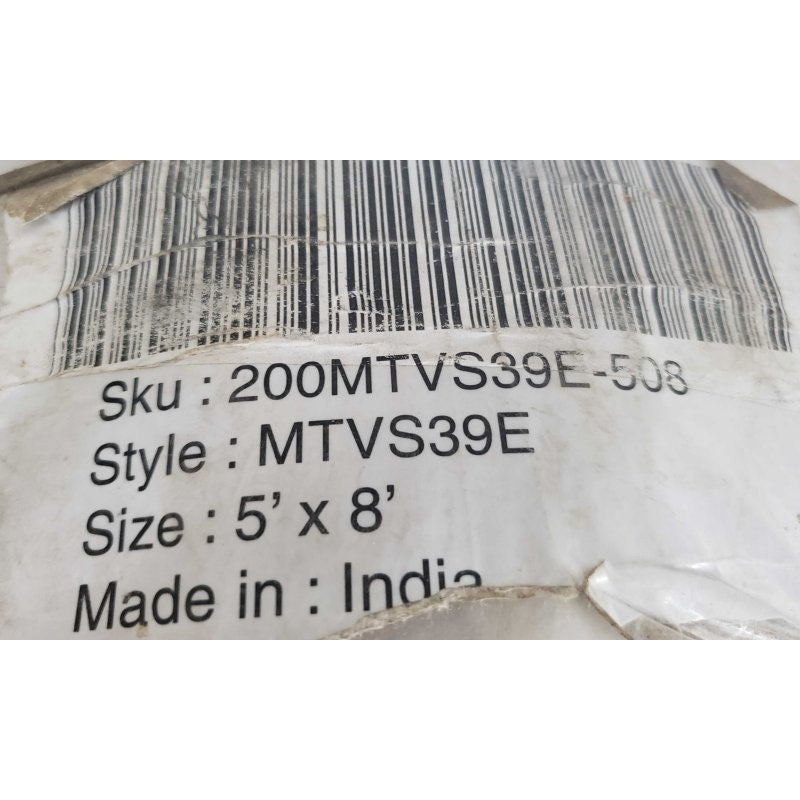 Sku : 200MTVS39E-508
Style : MTVS39E
Size : 5’ x 8’
Made in : India